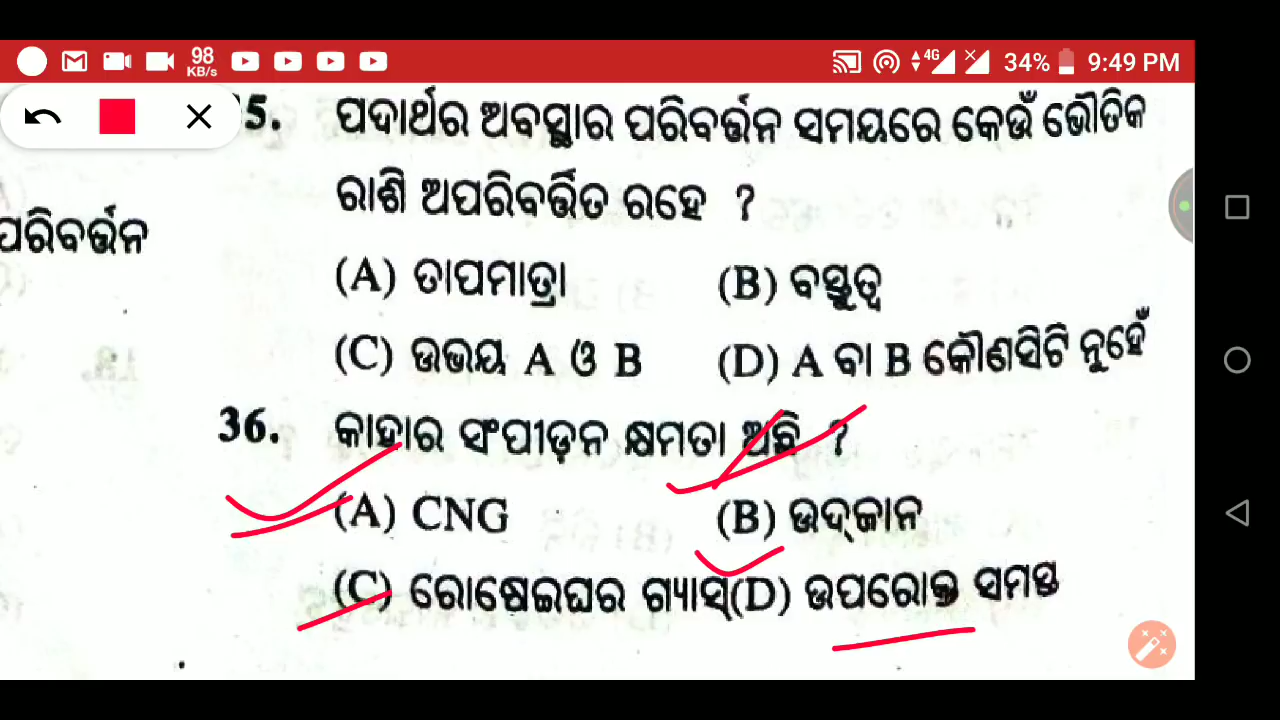 98
KB/s
4G
34%
9:49 PM
5. ପଦାର୍ଥର ଅବସ୍ଥାର ପରିବର୍ତ୍ତନ ସମୟରେ କେଉଁ ଭୌତିକ
ରାଶି ଅପରିବର୍ତ୍ତିତ ରହେ ?
ପରିବର୍ତ୍ତନ
(A) ତାପମାତ୍ରା (B) ବସ୍ତୁତ୍ୱ
(C) ଉଭୟ A ଓ B (D) A ବା B କୌଣସିଟି ନୁହେଁ
36. କାହାର ସଂପୀଡ଼ନ କ୍ଷମତା ଅଛି ?
(A) CNG (B) ଉଦ୍‌ଜାନ
(C) ରୋଷେଇଘର ଗ୍ୟାସ୍ (D) ଉପରୋକ୍ତ ସମସ୍ତ